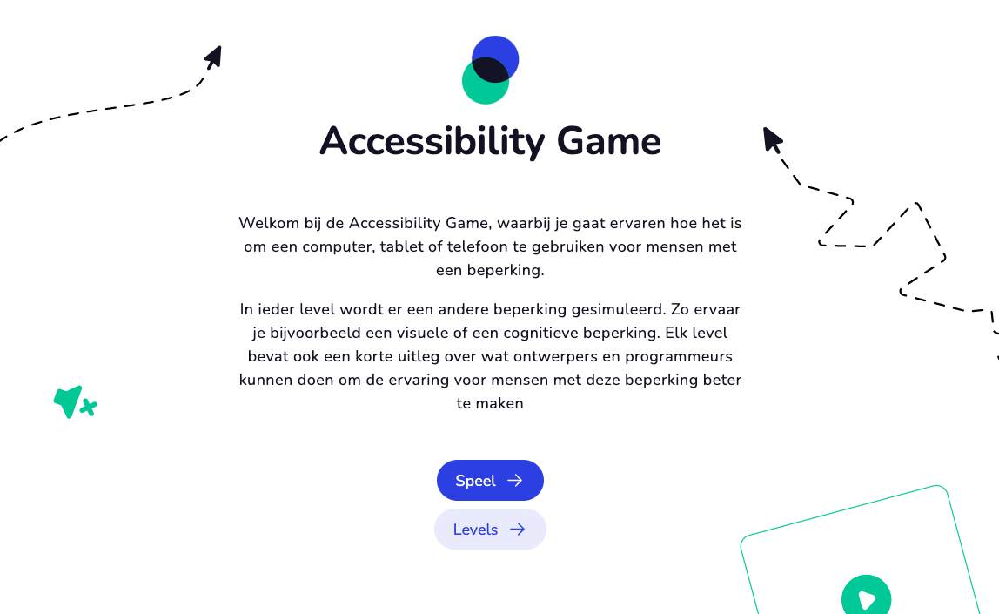 Accessibility Game
Welkom bij de Accessibility Game, waarbij je gaat ervaren hoe het is
om een computer, tablet of telefoon te gebruiken voor mensen met
een beperking.
In ieder level wordt er een andere beperking gesimuleerd. Zo ervaar
je bijvoorbeeld een visuele of een cognitieve beperking. Elk level
bevat ook een korte uitleg over wat ontwerpers en programmeurs
kunnen doen om de ervaring voor mensen met deze beperking beter
te maken
Speel
Levels